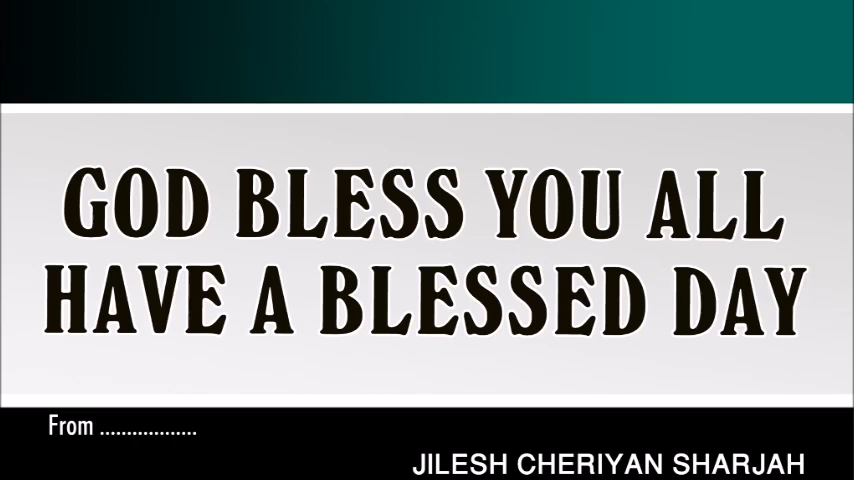 GOD BLESS YOU ALL
HAVE A BLESSED DAY
From ..................
JILESH CHERIYAN SHARJAH